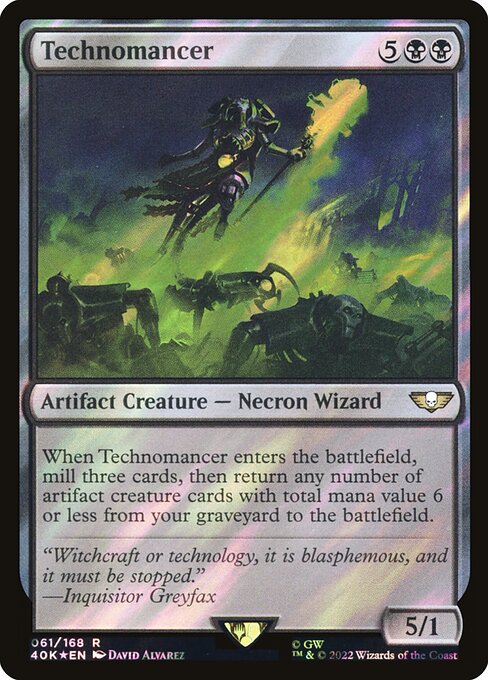 Technomancer 5
Artifact Creature — Necron Wizard
When Technomancer enters the battlefield,
mill three cards, then return any number of
artifact creature cards with total mana value 6
or less from your graveyard to the battlefield.
“Witchcraft or technology, it is blasphemous, and
it must be stopped.”
—Inquisitor Greyfax
5/1
061/168 R
40K★EN David Alvarez
© GW
™ & © 2022 Wizards of the Coast